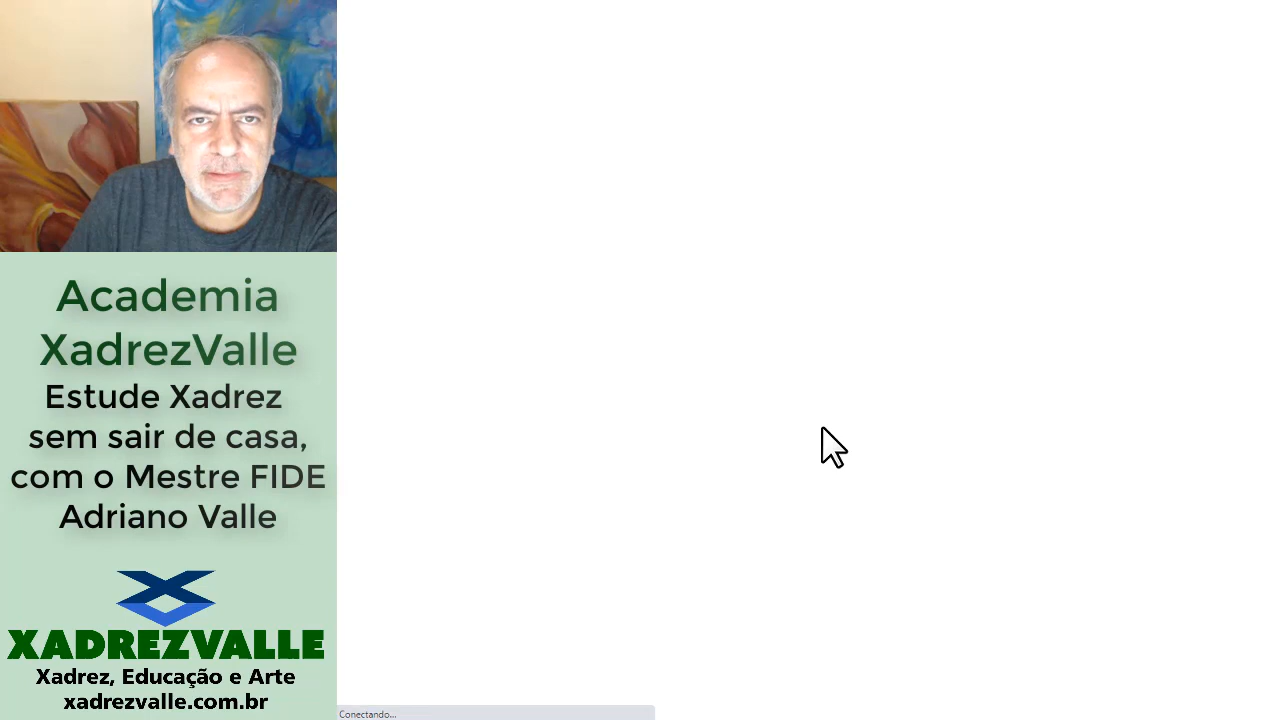 Academia
XadrezValle
Estude Xadrez
sem sair de casa,
com o Mestre FIDE
Adriano Valle
XADREZVALLE
Xadrez, Educação e Arte
xadrezvalle.com.br
Conectando...